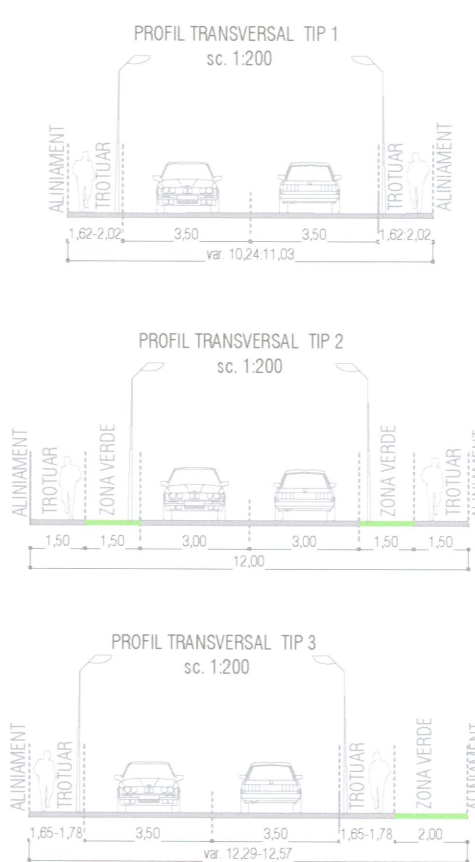 PROFIL TRANSVERSAL TIP 1
sc. 1:200
ALINIAMENT
TROTUAR
TROTUAR
ALINIAMENT
1,62-2,02 3,50 3,50 1,62:2,02
var. 10,24:11,03
PROFIL TRANSVERSAL TIP 2
sc. 1:200
ALINIAMENT
TROTUAR
ZONA VERDE
ZONA VERDE
TROTUAR
1,50 1,50 3,00 3,00 1,50 1,50
12,00
PROFIL TRANSVERSAL TIP 3
sc. 1:200
ALINIAMENT
TROTUAR
TROTUAR
ZONA VERDE
1,65-1,78 3,50 3,50 1,65-1,78 2,00
var. 12,29-12,57